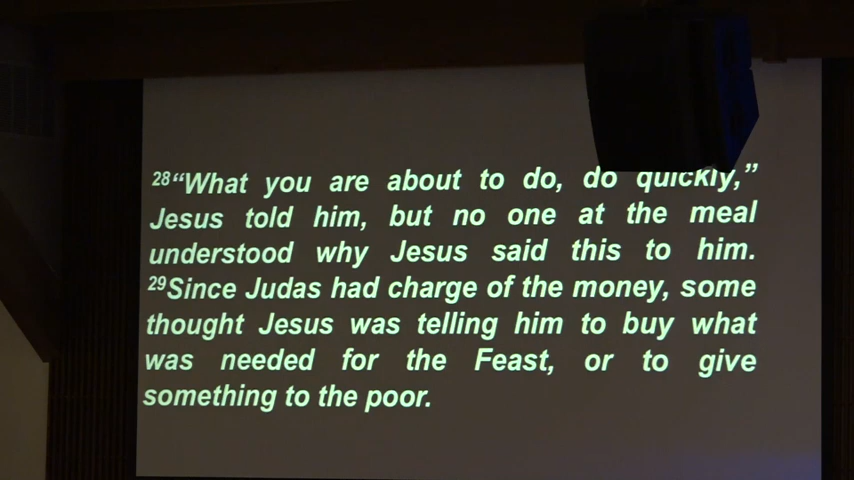 28“What you are about to do, do quickly,”
Jesus told him, but no one at the meal
understood why Jesus said this to him.
29Since Judas had charge of the money, some
thought Jesus was telling him to buy what
was needed for the Feast, or to give
something to the poor.